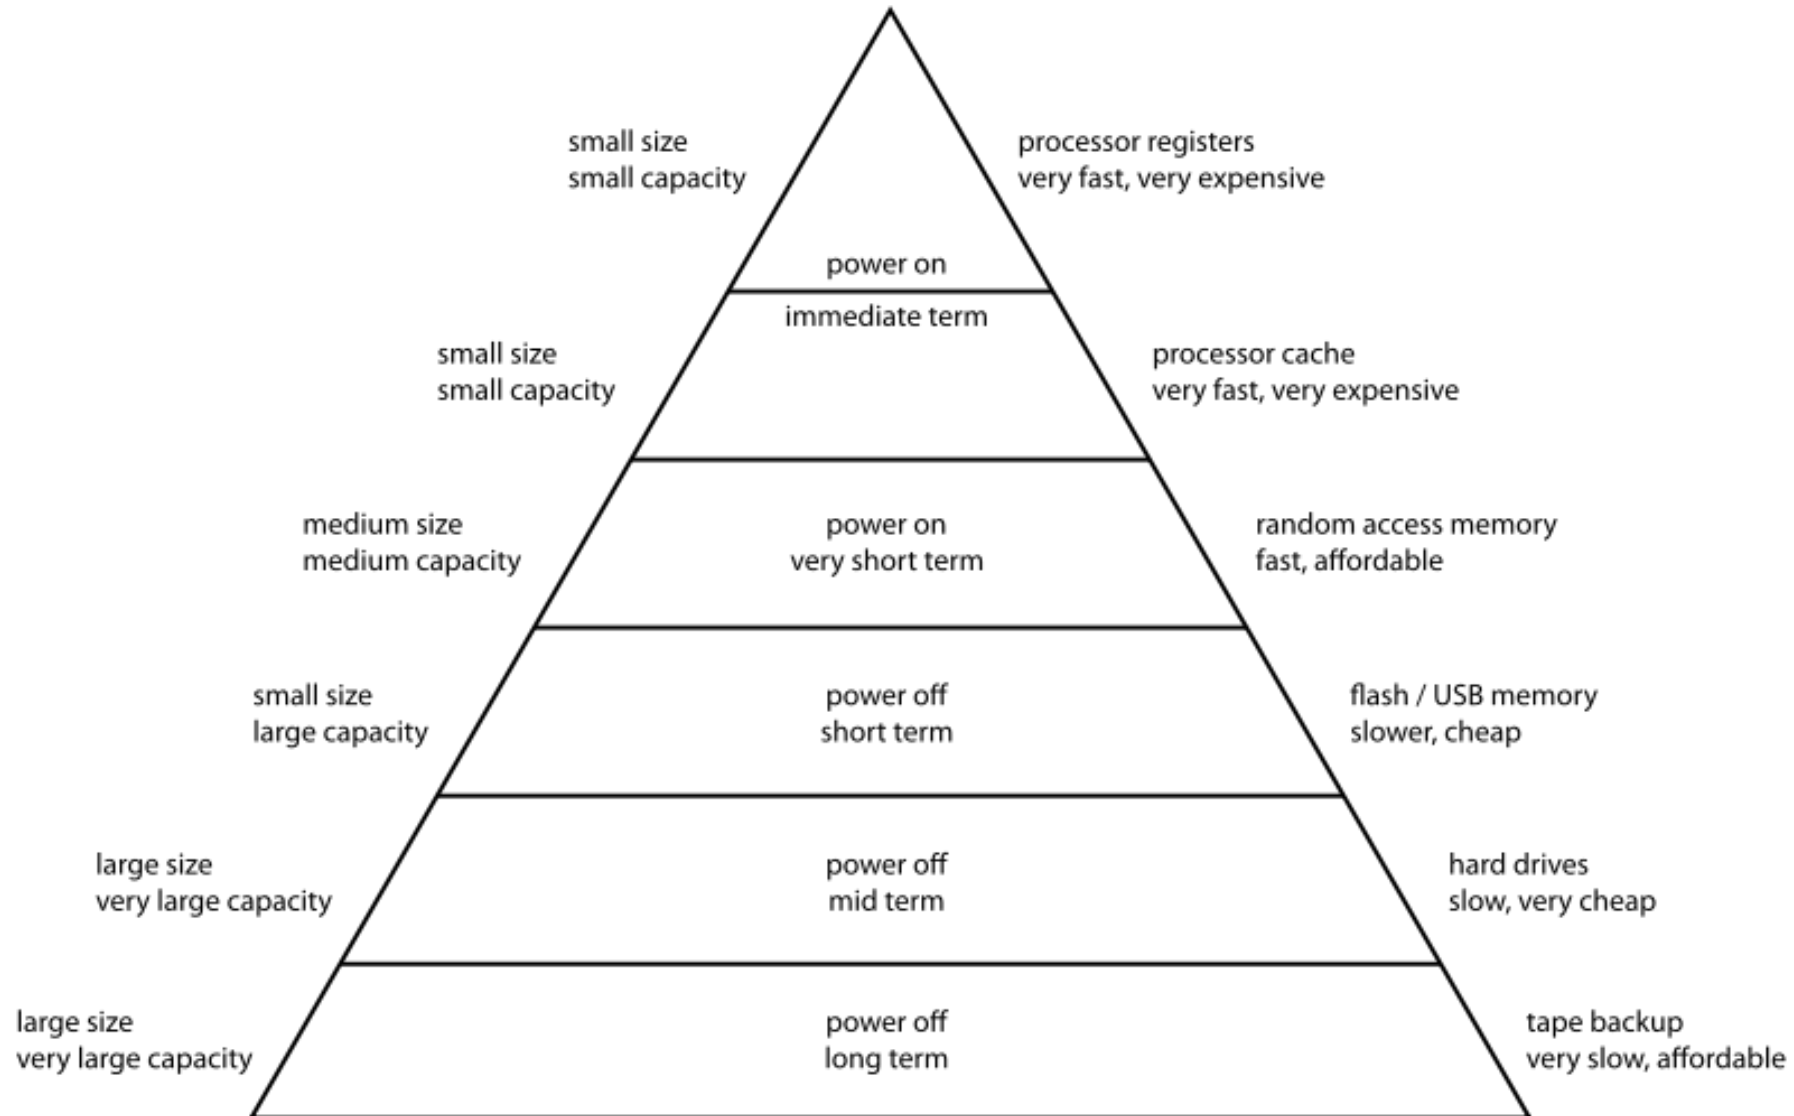 small size
small capacity
processor registers
very fast, very expensive
power on
immediate term
small size
small capacity
processor cache
very fast, very expensive
medium size
medium capacity
power on
very short term
random access memory
fast, affordable
small size
large capacity
power off
short term
flash / USB memory
slower, cheap
large size
very large capacity
power off
mid term
hard drives
slow, very cheap
large size
very large capacity
power off
long term
tape backup
very slow, affordable